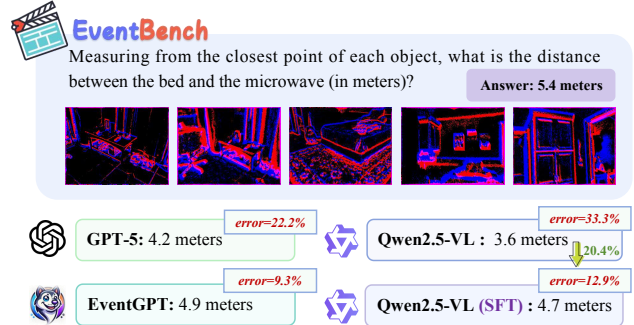 EventBench
Measuring from the closest point of each object, what is the distance
between the bed and the microwave (in meters)?
Answer: 5.4 meters
error=22.2%
GPT-5: 4.2 meters
error=33.3%
Qwen2.5-VL : 3.6 meters
20.4%
error=9.3%
EventGPT: 4.9 meters
error=12.9%
Qwen2.5-VL (SFT) : 4.7 meters